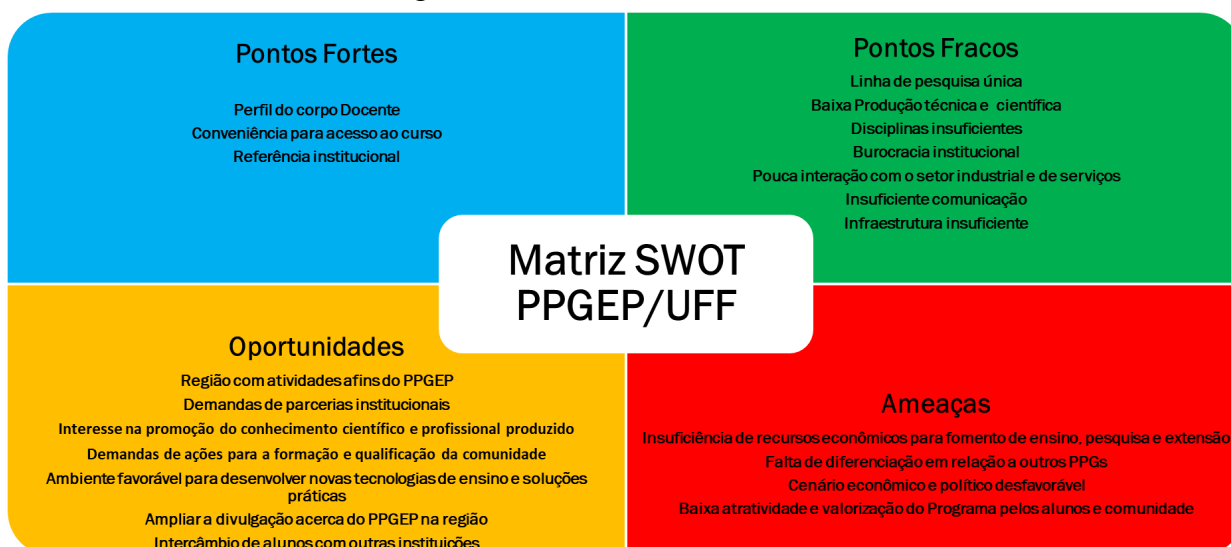 Pontos Fortes
Perfil do corpo Docente
Conveniência para acesso ao curso
Referência institucional
Pontos Fracos
Linha de pesquisa única
Baixa Produção técnica e científica
Disciplinas insuficientes
Burocracia institucional
Pouca interação com o setor industrial e de serviços
Insuficiente comunicação
Infraestrutura insuficiente
Matriz SWOT
PPGEP/UFF
Oportunidades
Região com atividades afins do PPGEP
Demandas de parcerias institucionais
Interesse na promoção do conhecimento científico e profissional produzido
Demandas de ações para a formação e qualificação da comunidade
Ambiente favorável para desenvolver novas tecnologias de ensino e soluções
práticas
Ampliar a divulgação acerca do PPGEP na região
Intercâmbio de alunos com outras instituições
Ameaças
Insuficiência de recursos econômicos para fomento de ensino, pesquisa e extensão
Falta de diferenciação em relação a outros PPGs
Cenário econômico e político desfavorável
Baixa atratividade e valorização do Programa pelos alunos e comunidade